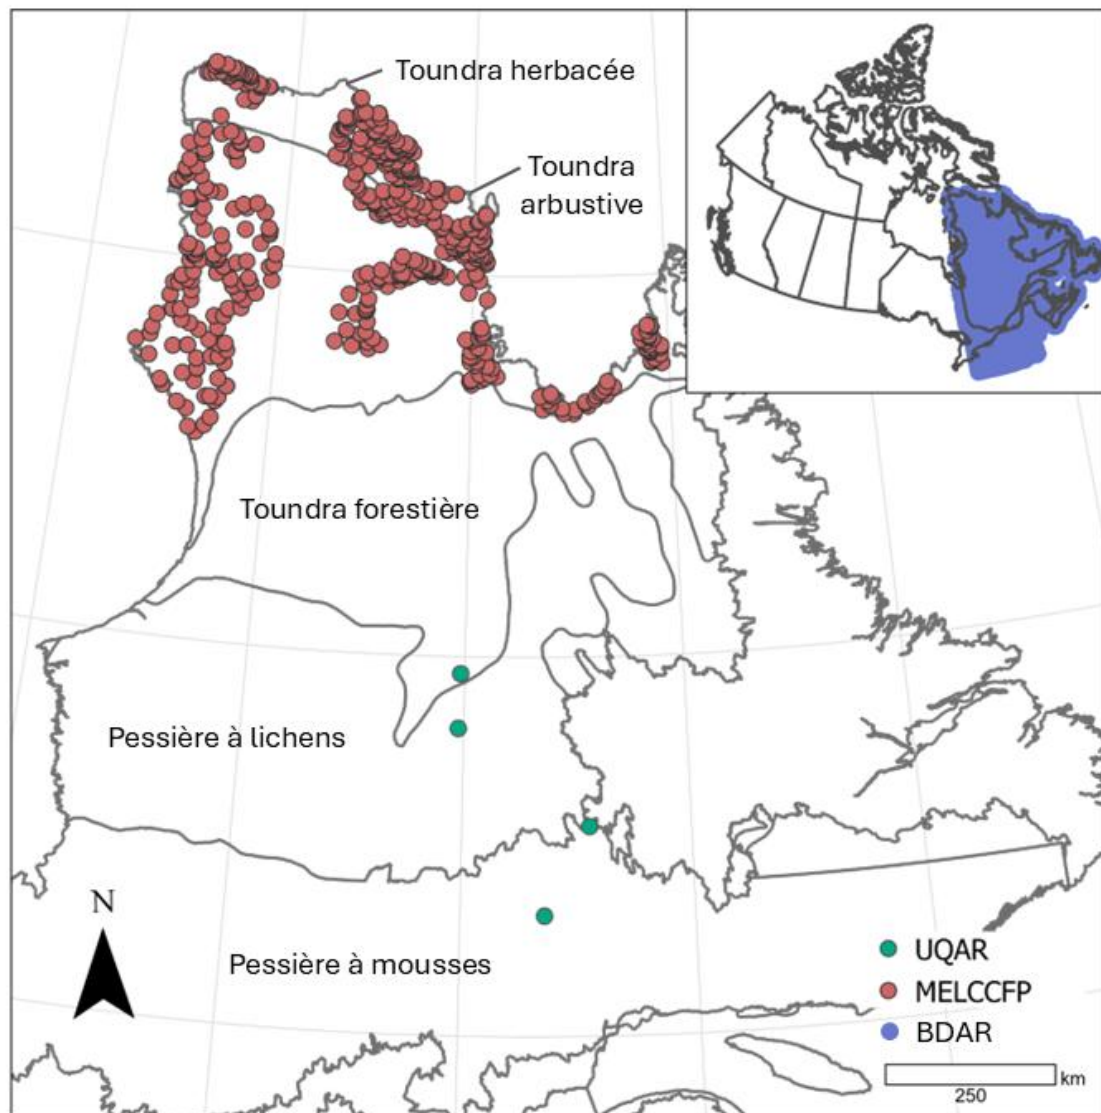 Toundra herbacée
Toundra
arbustive
Toundra forestière
Pessière à lichens
N
Pessière à mousses
UQAR
MELCCFP
BDAR
km
250